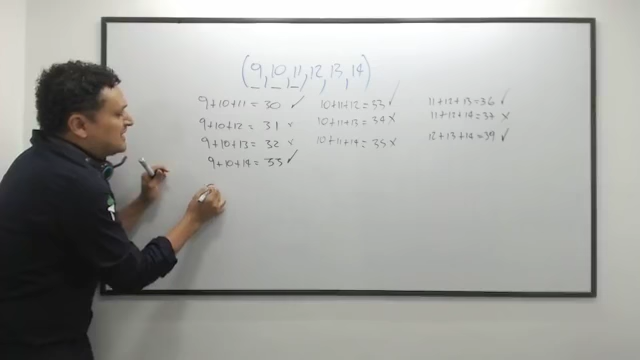 (9, 10, 11, 12, 13, 14)
9+10+11 = 30 ✓
9+10+12 = 31 x
9+10+13 = 32 x
9+10+14 = 33 ✓
10+11+12 = 33 ✓
10+11+13 = 34 x
10+11+14 = 35 x
11+12+13 = 36 ✓
11+12+14 = 37 x
12+13+14 = 39 ✓